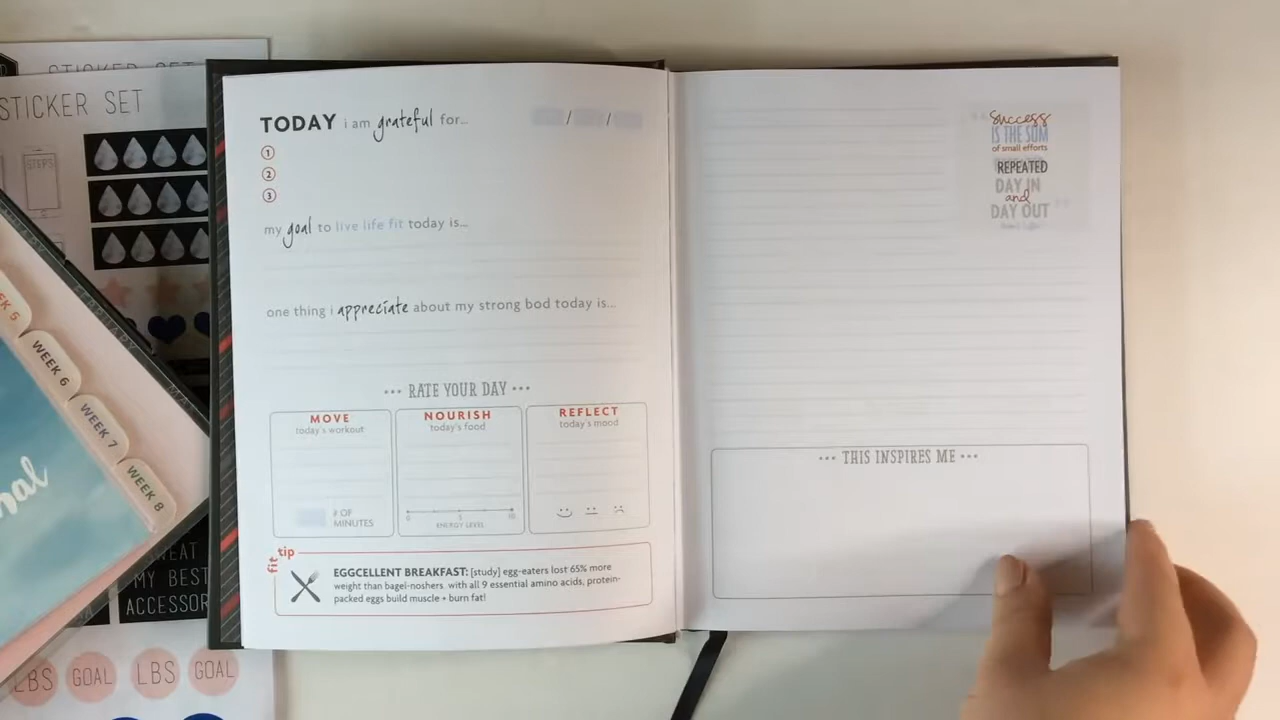 STICKER SET
STICKER SET
STEPS
WEEK 5
WEEK 6
WEEK 7
WEEK 8
MY BEST
LBS GOAL LBS GOAL
TODAY i am grateful for...
/ /
1
2
3
my goal to live life fit today is...
one thing i appreciate about my strong bod today is...
••• RATE YOUR DAY •••
MOVE
today's workout
# OF
MINUTES
NOURISH
today's food
0 5 10
ENERGY LEVEL
REFLECT
today's mood
fit tip
EGGCELLENT BREAKFAST: [study] egg-eaters lost 65% more
weight than bagel-noshers. with all 9 essential amino acids, protein-
packed eggs build muscle + burn fat!
Success
IS THE SUM
of small efforts
REPEATED
DAY IN
and
DAY OUT
••• THIS INSPIRES ME •••